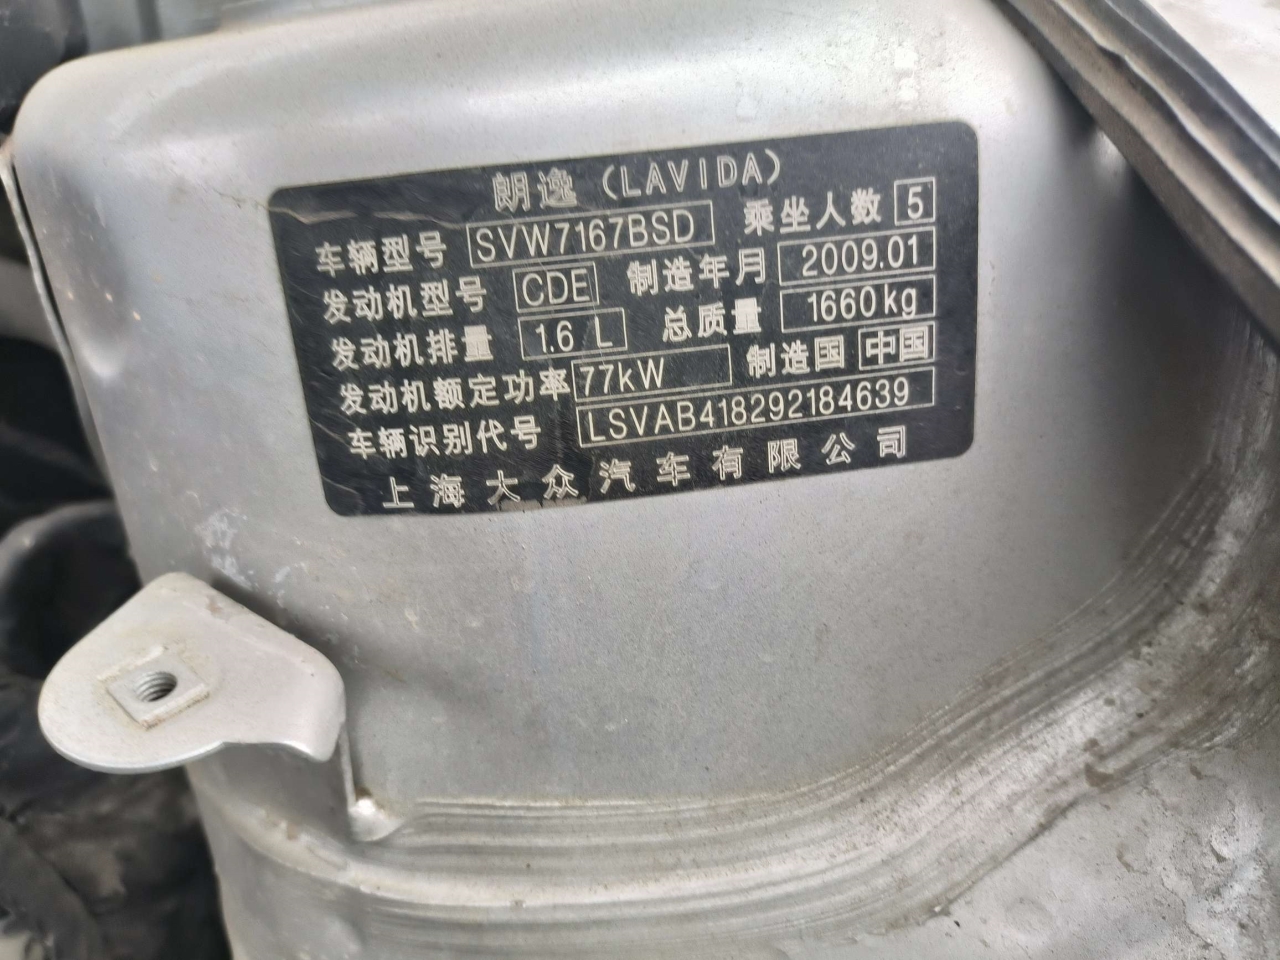 朗逸 (LAVIDA)
车辆型号 SVW7167BSD 乘坐人数 5
发动机型号 CDE 制造年月 2009.01
发动机排量 1.6 L 总质量 1660kg
发动机额定功率 77kW 制造国 中国
车辆识别代号 LSVAB418292184639
上海大众汽车有限公司